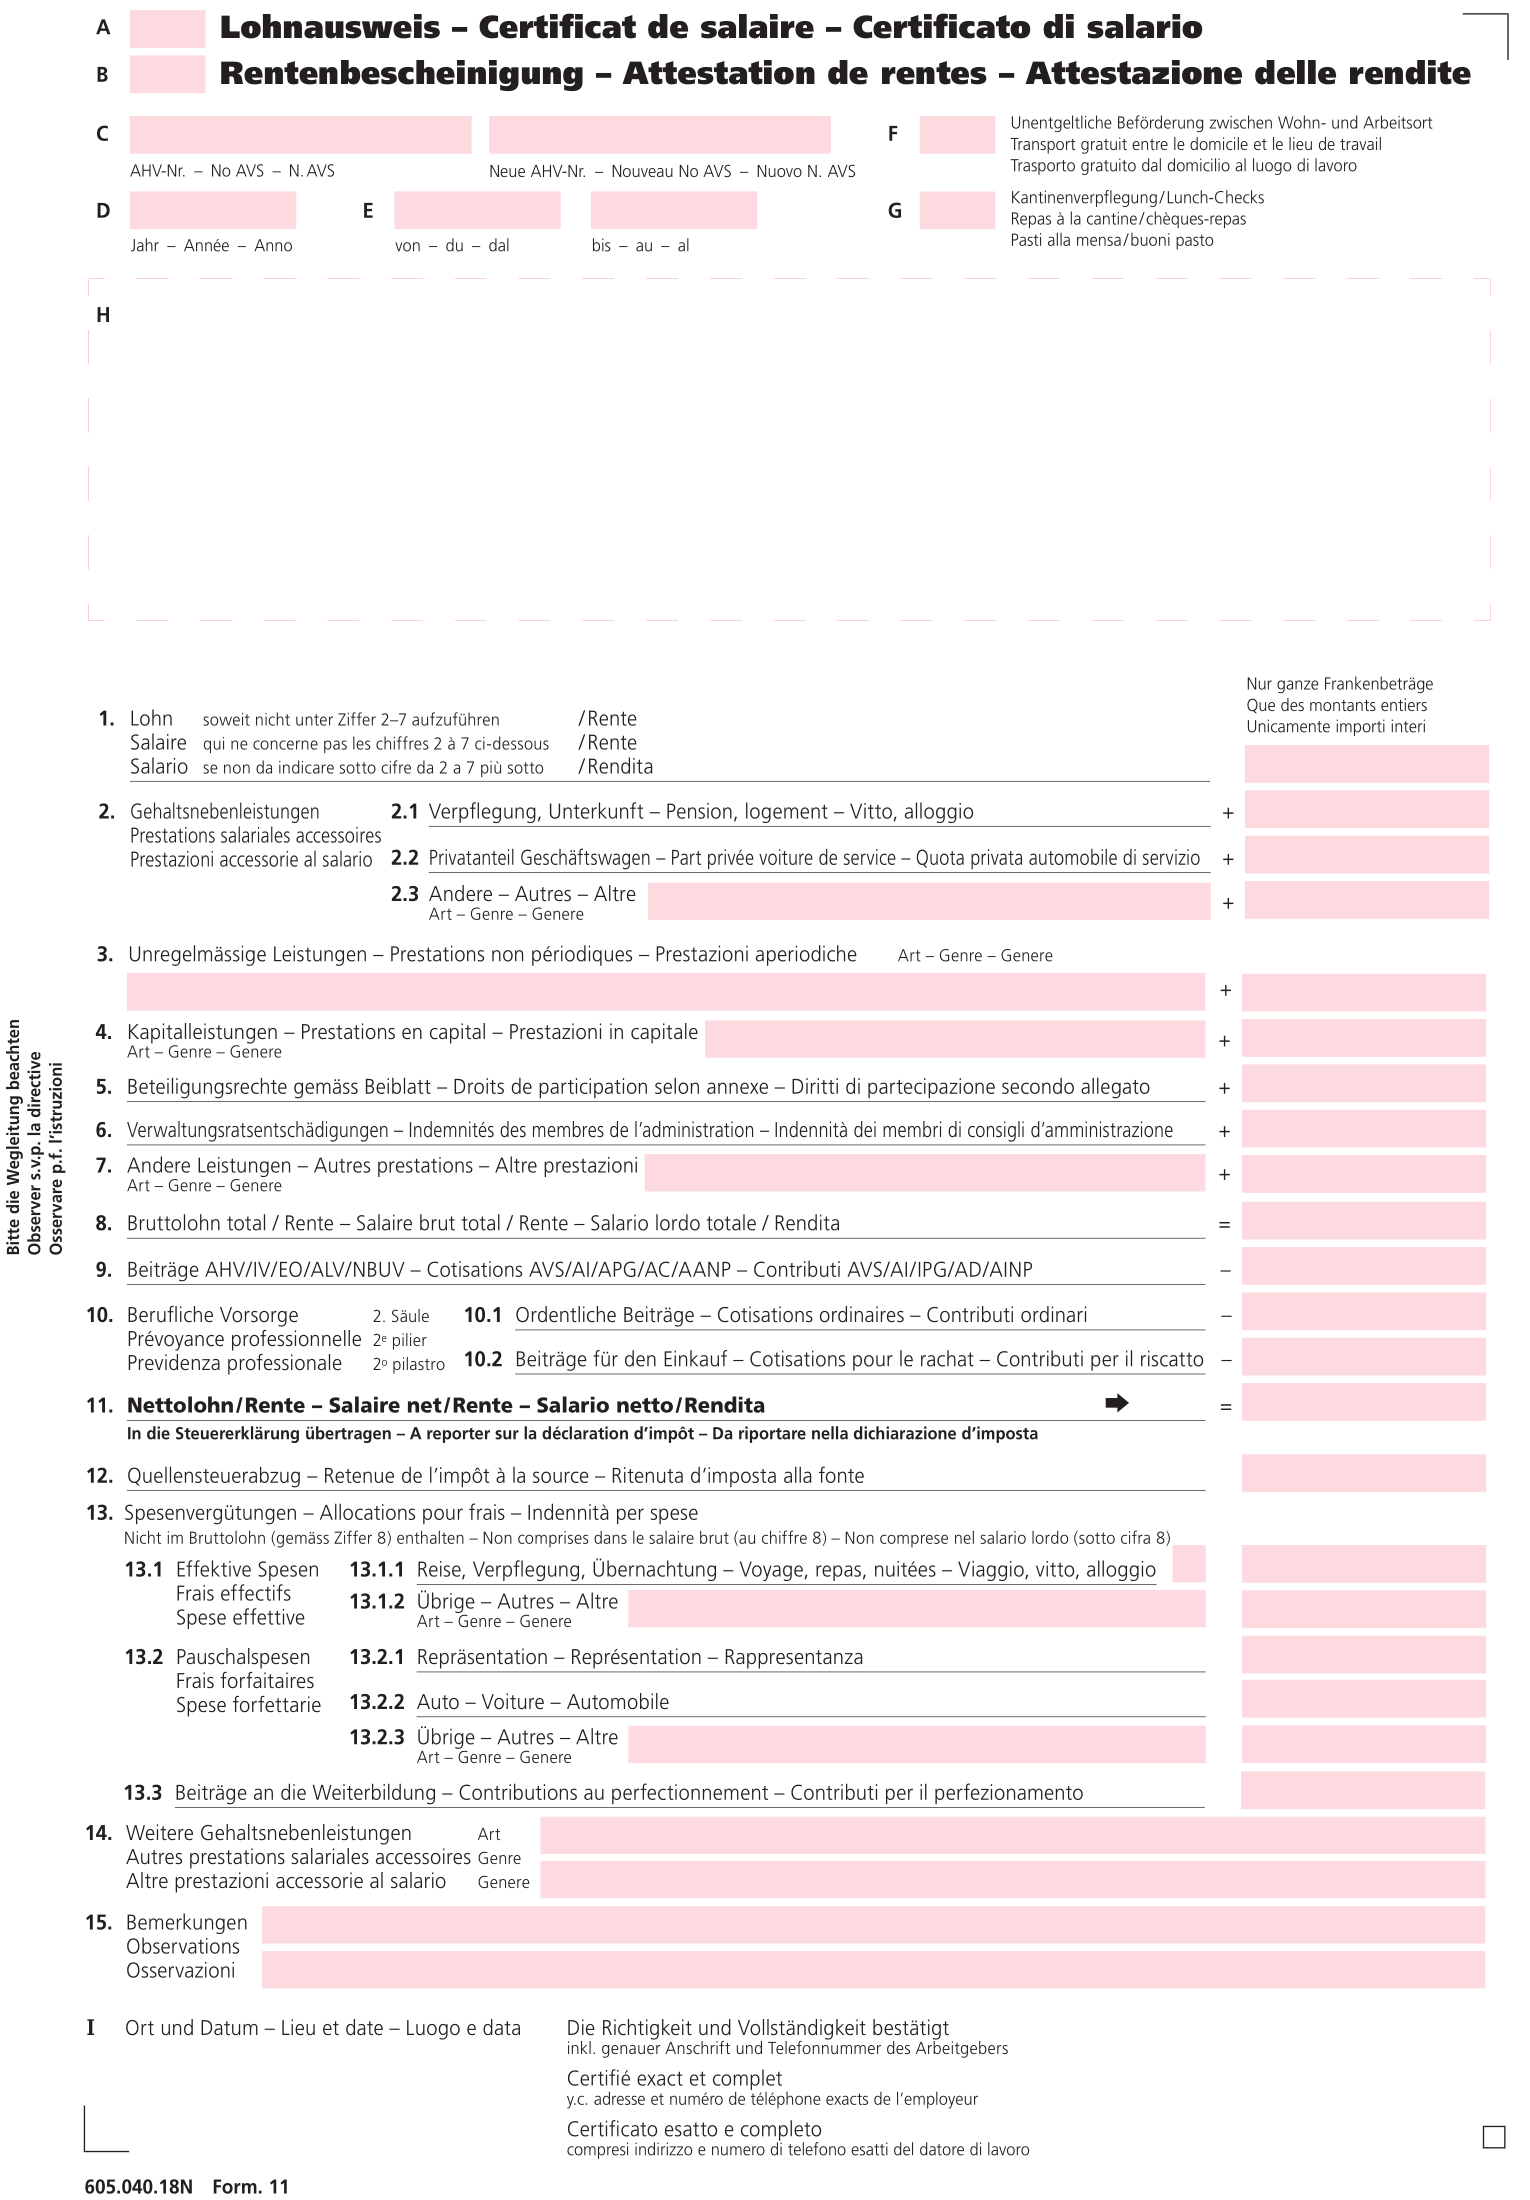 A Lohnausweis – Certificat de salaire – Certificato di salario
B Rentenbescheinigung – Attestation de rentes – Attestazione delle rendite
C
AHV-Nr. – No AVS – N. AVS
Neue AHV-Nr. – Nouveau No AVS – Nuovo N. AVS
F Unentgeltliche Beförderung zwischen Wohn- und Arbeitsort
Transport gratuit entre le domicile et le lieu de travail
Trasporto gratuito dal domicilio al luogo di lavoro
D
Jahr – Année – Anno
E
von – du – dal
bis – au – al
G Kantinenverpflegung/Lunch-Checks
Repas à la cantine/chèques-repas
Pasti alla mensa/buoni pasto
H
Nur ganze Frankenbeträge
Que des montants entiers
Unicamente importi interi
1. Lohn soweit nicht unter Ziffer 2–7 aufzuführen /Rente
Salaire qui ne concerne pas les chiffres 2 à 7 ci-dessous /Rente
Salario se non da indicare sotto cifre da 2 a 7 più sotto /Rendita
2. Gehaltsnebenleistungen
Prestations salariales accessoires
Prestazioni accessorie al salario
2.1 Verpflegung, Unterkunft – Pension, logement – Vitto, alloggio +
2.2 Privatanteil Geschäftswagen – Part privée voiture de service – Quota privata automobile di servizio +
2.3 Andere – Autres – Altre +
Art – Genre – Genere
3. Unregelmässige Leistungen – Prestations non périodiques – Prestazioni aperiodiche Art – Genre – Genere
+
4. Kapitalleistungen – Prestations en capital – Prestazioni in capitale +
Art – Genre – Genere
5. Beteiligungsrechte gemäss Beiblatt – Droits de participation selon annexe – Diritti di partecipazione secondo allegato +
6. Verwaltungsratsentschädigungen – Indemnités des membres de l’administration – Indennità dei membri di consigli d’amministrazione +
7. Andere Leistungen – Autres prestations – Altre prestazioni +
Art – Genre – Genere
8. Bruttolohn total / Rente – Salaire brut total / Rente – Salario lordo totale / Rendita =
9. Beiträge AHV/IV/EO/ALV/NBUV – Cotisations AVS/AI/APG/AC/AANP – Contributi AVS/AI/IPG/AD/AINP –
10. Berufliche Vorsorge 2. Säule
Prévoyance professionnelle 2e pilier
Previdenza professionale 2o pilastro
10.1 Ordentliche Beiträge – Cotisations ordinaires – Contributi ordinari –
10.2 Beiträge für den Einkauf – Cotisations pour le rachat – Contributi per il riscatto –
11. Nettolohn/Rente – Salaire net/Rente – Salario netto/Rendita =
In die Steuererklärung übertragen – A reporter sur la déclaration d’impôt – Da riportare nella dichiarazione d’imposta
12. Quellensteuerabzug – Retenue de l’impôt à la source – Ritenuta d’imposta alla fonte
13. Spesenvergütungen – Allocations pour frais – Indennità per spese
Nicht im Bruttolohn (gemäss Ziffer 8) enthalten – Non comprises dans le salaire brut (au chiffre 8) – Non comprese nel salario lordo (sotto cifra 8)
13.1 Effektive Spesen
Frais effectifs
Spese effettive
13.1.1 Reise, Verpflegung, Übernachtung – Voyage, repas, nuitées – Viaggio, vitto, alloggio
13.1.2 Übrige – Autres – Altre
Art – Genre – Genere
13.2 Pauschalspesen
Frais forfaitaires
Spese forfettarie
13.2.1 Repräsentation – Représentation – Rappresentanza
13.2.2 Auto – Voiture – Automobile
13.2.3 Übrige – Autres – Altre
Art – Genre – Genere
13.3 Beiträge an die Weiterbildung – Contributions au perfectionnement – Contributi per il perfezionamento
14. Weitere Gehaltsnebenleistungen Art
Autres prestations salariales accessoires Genre
Altre prestazioni accessorie al salario Genere
15. Bemerkungen
Observations
Osservazioni
I Ort und Datum – Lieu et date – Luogo e data
Die Richtigkeit und Vollständigkeit bestätigt
inkl. genauer Anschrift und Telefonnummer des Arbeitgebers
Certifié exact et complet
y.c. adresse et numéro de téléphone exacts de l’employeur
Certificato esatto e completo
compresi indirizzo e numero di telefono esatti del datore di lavoro
605.040.18N Form. 11
Bitte die Wegleitung beachten
Observer s.v.p. la directive
Osservare p.f. l’istruzioni